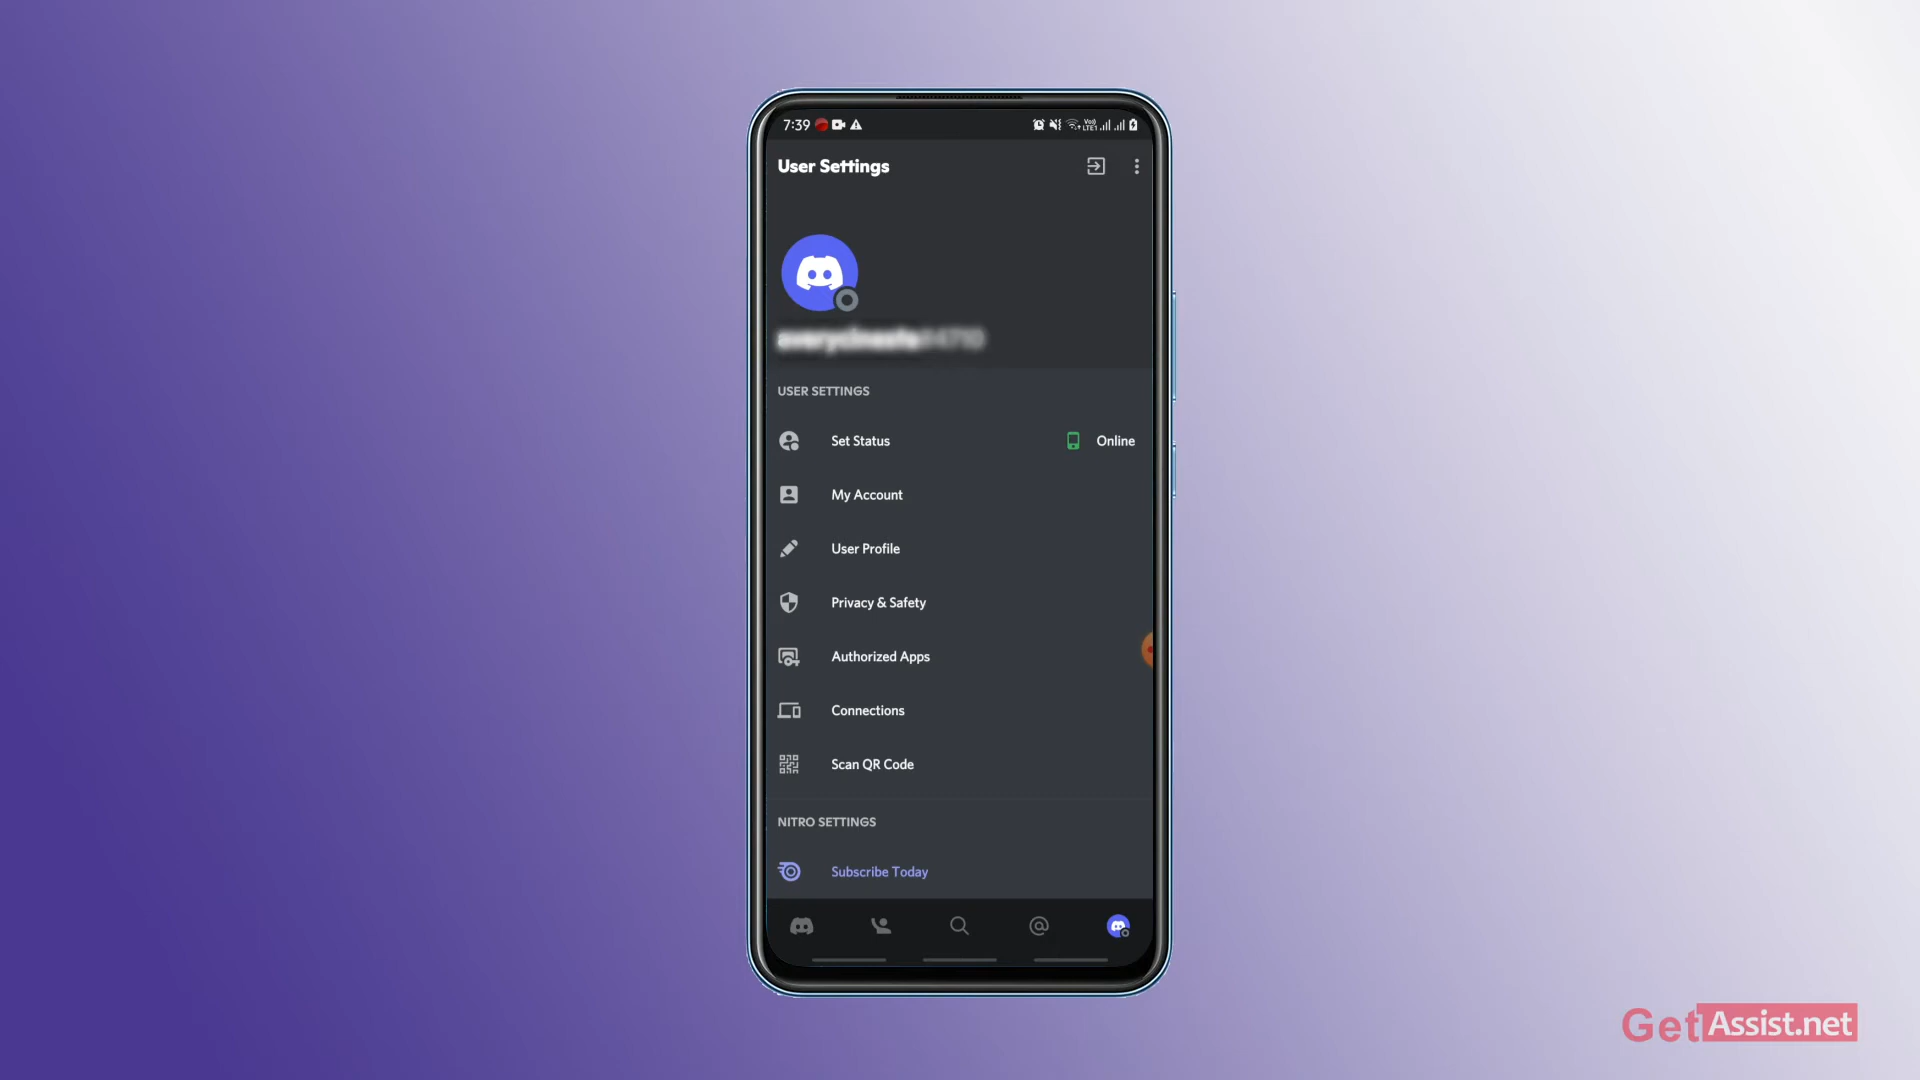 7:39
User Settings
USER SETTINGS
Set Status
Online
My Account
User Profile
Privacy & Safety
Authorized Apps
Connections
Scan QR Code
NITRO SETTINGS
Subscribe Today
GetAssist.net